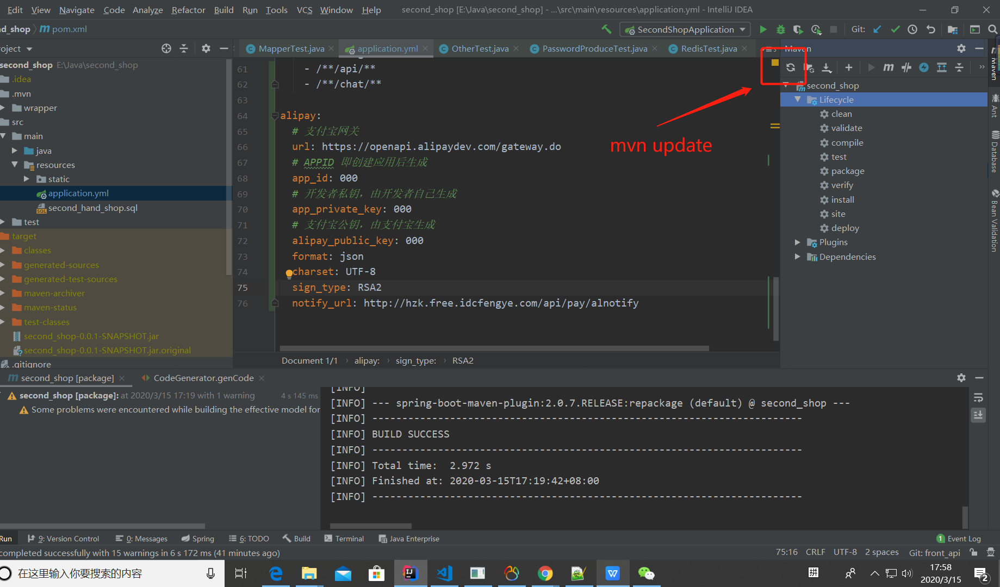 Edit View Navigate Code Analyze Refactor Build Run Tools VCS Window Help second_shop [E:\Java\second_shop] - ...\src\main\resources\application.yml - IntelliJ IDEA
d_shop pom.xml SecondShopApplication Git:
roject MapperTest.java application.yml OtherTest.java PasswordProduceTest.java RedisTest.java Maven
second_shop E:\Java\second_shop
.idea
.mvn
wrapper
src
main
java
resources
static
application.yml
second_hand_shop.sql
test
target
classes
generated-sources
generated-test-sources
maven-archiver
maven-status
test-classes
second_shop-0.0.1-SNAPSHOT.jar
second_shop-0.0.1-SNAPSHOT.jar.original
.gitignore
61 - /**/api/**
62 - /**/chat/**
63
64 alipay:
65 # 支付宝网关
66 url: https://openapi.alipaydev.com/gateway.do
67 # APPID 即创建应用后生成
68 app_id: 000
69 # 开发者私钥，由开发者自己生成
70 app_private_key: 000
71 # 支付宝公钥，由支付宝生成
72 alipay_public_key: 000
73 format: json
74 charset: UTF-8
75 sign_type: RSA2
76 notify_url: http://hzk.free.idcfengye.com/api/pay/alnotify
Document 1/1 › alipay: › sign_type: › RSA2
mvn update
second_shop
Lifecycle
clean
validate
compile
test
package
verify
install
site
deploy
Plugins
Dependencies
Maven
Ant
Database
Bean Validation
second_shop [package] CodeGenerator.genCode
second_shop [package]: at 2020/3/15 17:19 with 1 warning 4 s 145 ms
Some problems were encountered while building the effective model for
[INFO]
[INFO] --- spring-boot-maven-plugin:2.0.7.RELEASE:repackage (default) @ second_shop ---
[INFO] ------------------------------------------------------------------------
[INFO] BUILD SUCCESS
[INFO] ------------------------------------------------------------------------
[INFO] Total time:  2.972 s
[INFO] Finished at: 2020-03-15T17:19:42+08:00
[INFO] ------------------------------------------------------------------------
Run 9: Version Control 0: Messages Spring 6: TODO Build Terminal Java Enterprise 1 Event Log
completed successfully with 15 warnings in 6 s 172 ms (41 minutes ago) 75:16 CRLF UTF-8 2 spaces Git: front_api
在这里输入你要搜索的内容 拼 17:58
2020/3/15 2